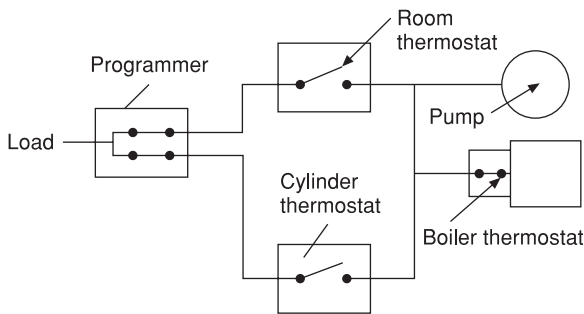 Room
thermostat
Programmer
Load
Pump
Cylinder
thermostat
Boiler thermostat